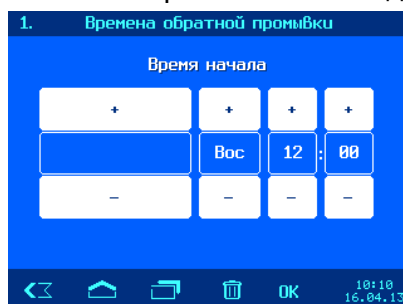 1. Времена обратной промывки
Время начала
+ + + +
Вос 12 : 00
– – – –
OK 10:10
16.04.13